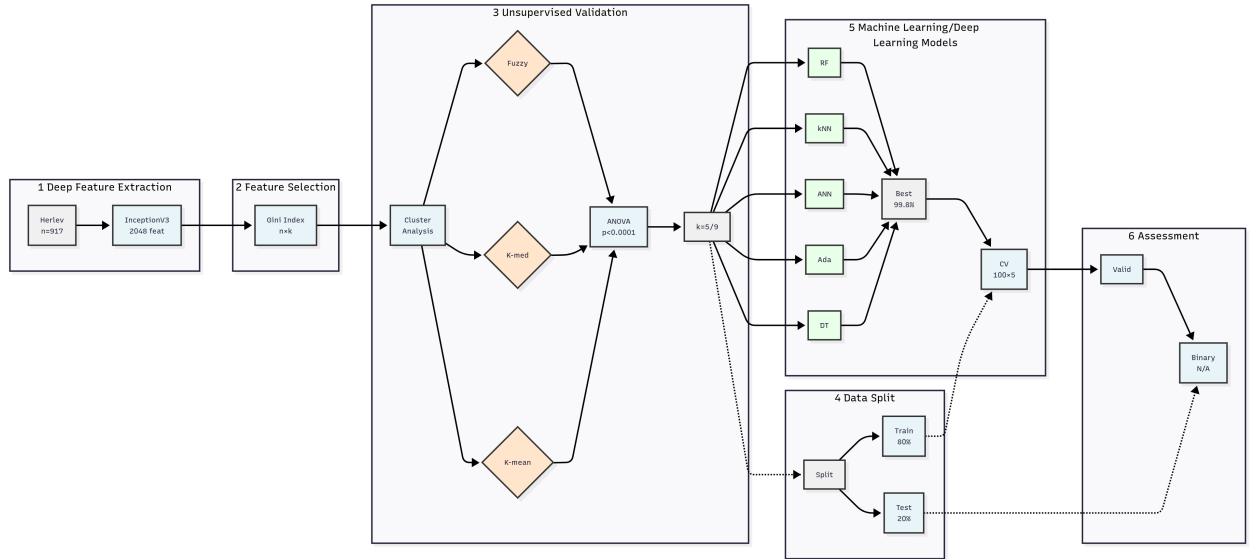 1 Deep Feature Extraction
Herlev
n=917
InceptionV3
2048 feat
2 Feature Selection
Gini Index
n×k
3 Unsupervised Validation
Cluster
Analysis
Fuzzy
K-med
K-mean
ANOVA
p<0.0001
k=5/9
5 Machine Learning/Deep
Learning Models
RF
kNN
ANN
Ada
DT
Best
99.8%
CV
100×5
4 Data Split
Split
Train
80%
Test
20%
6 Assessment
Valid
Binary
N/A